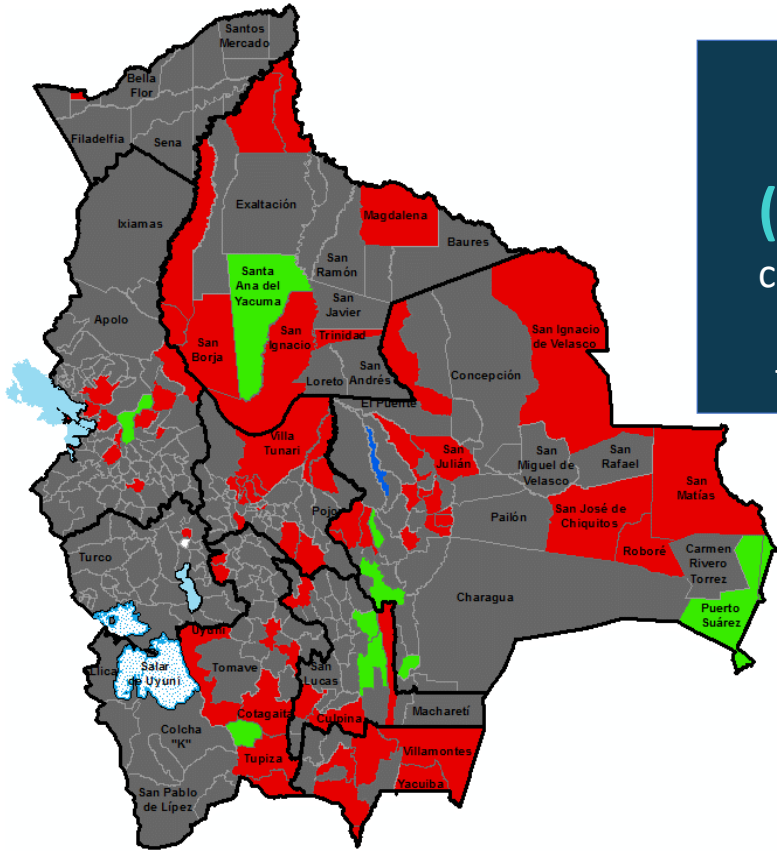 Santos
Mercado
Bella
Flor
Filadelfia
Sena
Ixiamas
Exaltación
Magdalena
Baures
San
Ramón
Santa
Ana del
Yacuma
San
Javier
Apolo
San
Borja
San
Ignacio
Trinidad
San Ignacio
de Velasco
Loreto
San
Andrés
Concepción
El Puente
Villa
Tunari
San
Julián
San
Miguel de
Velasco
San
Rafael
San
Matías
Pojo
Pailón
San José de
Chiquitos
Roboré
Carmen
Rivero
Torrez
Turco
Charagua
Puerto
Suárez
Uyuni
Llica
Salar
de Uyuni
Tomave
San
Lucas
Colcha
"K"
Cotagaita
Culpina
Macharetí
Tupiza
Villamontes
Yacuiba
San Pablo
de Lípez
(
c